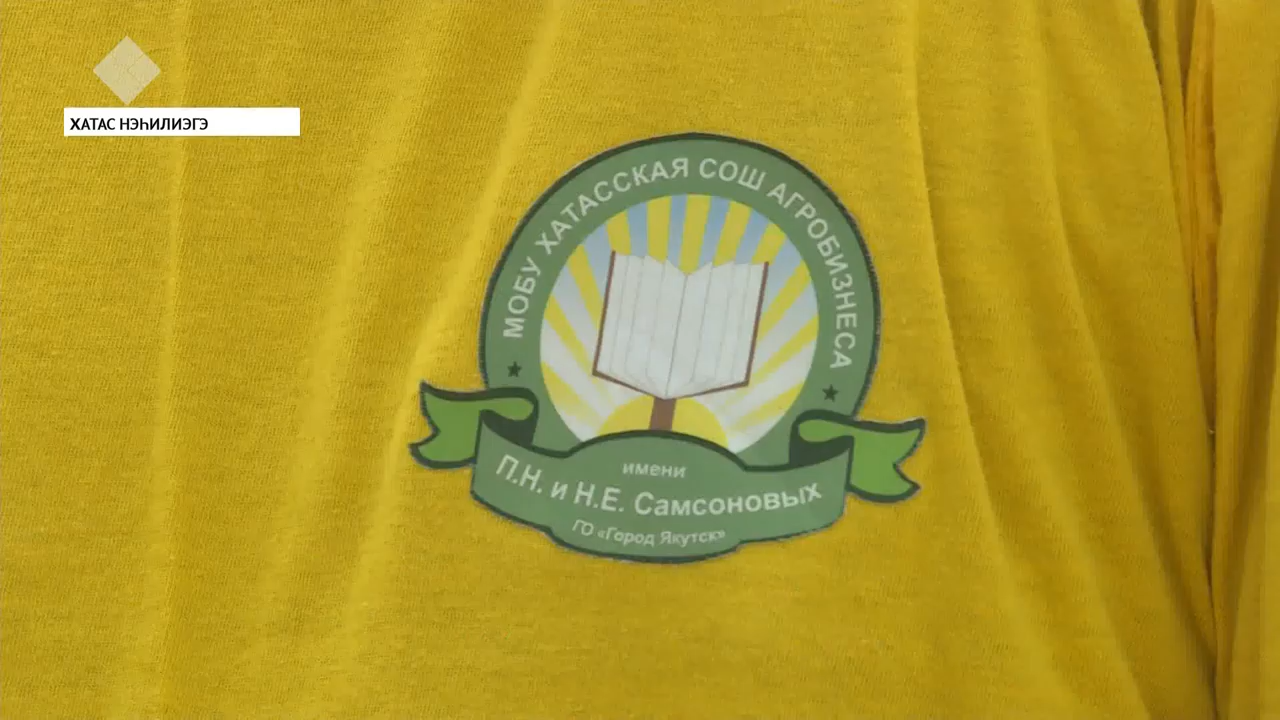 ХАТАС НЭҺИЛИЭГЭ
МОБУ ХАТАССКАЯ СОШ АГРОБИЗНЕСА
имени
П.Н. и Н.Е. Самсоновых
ГО «Город Якутск»